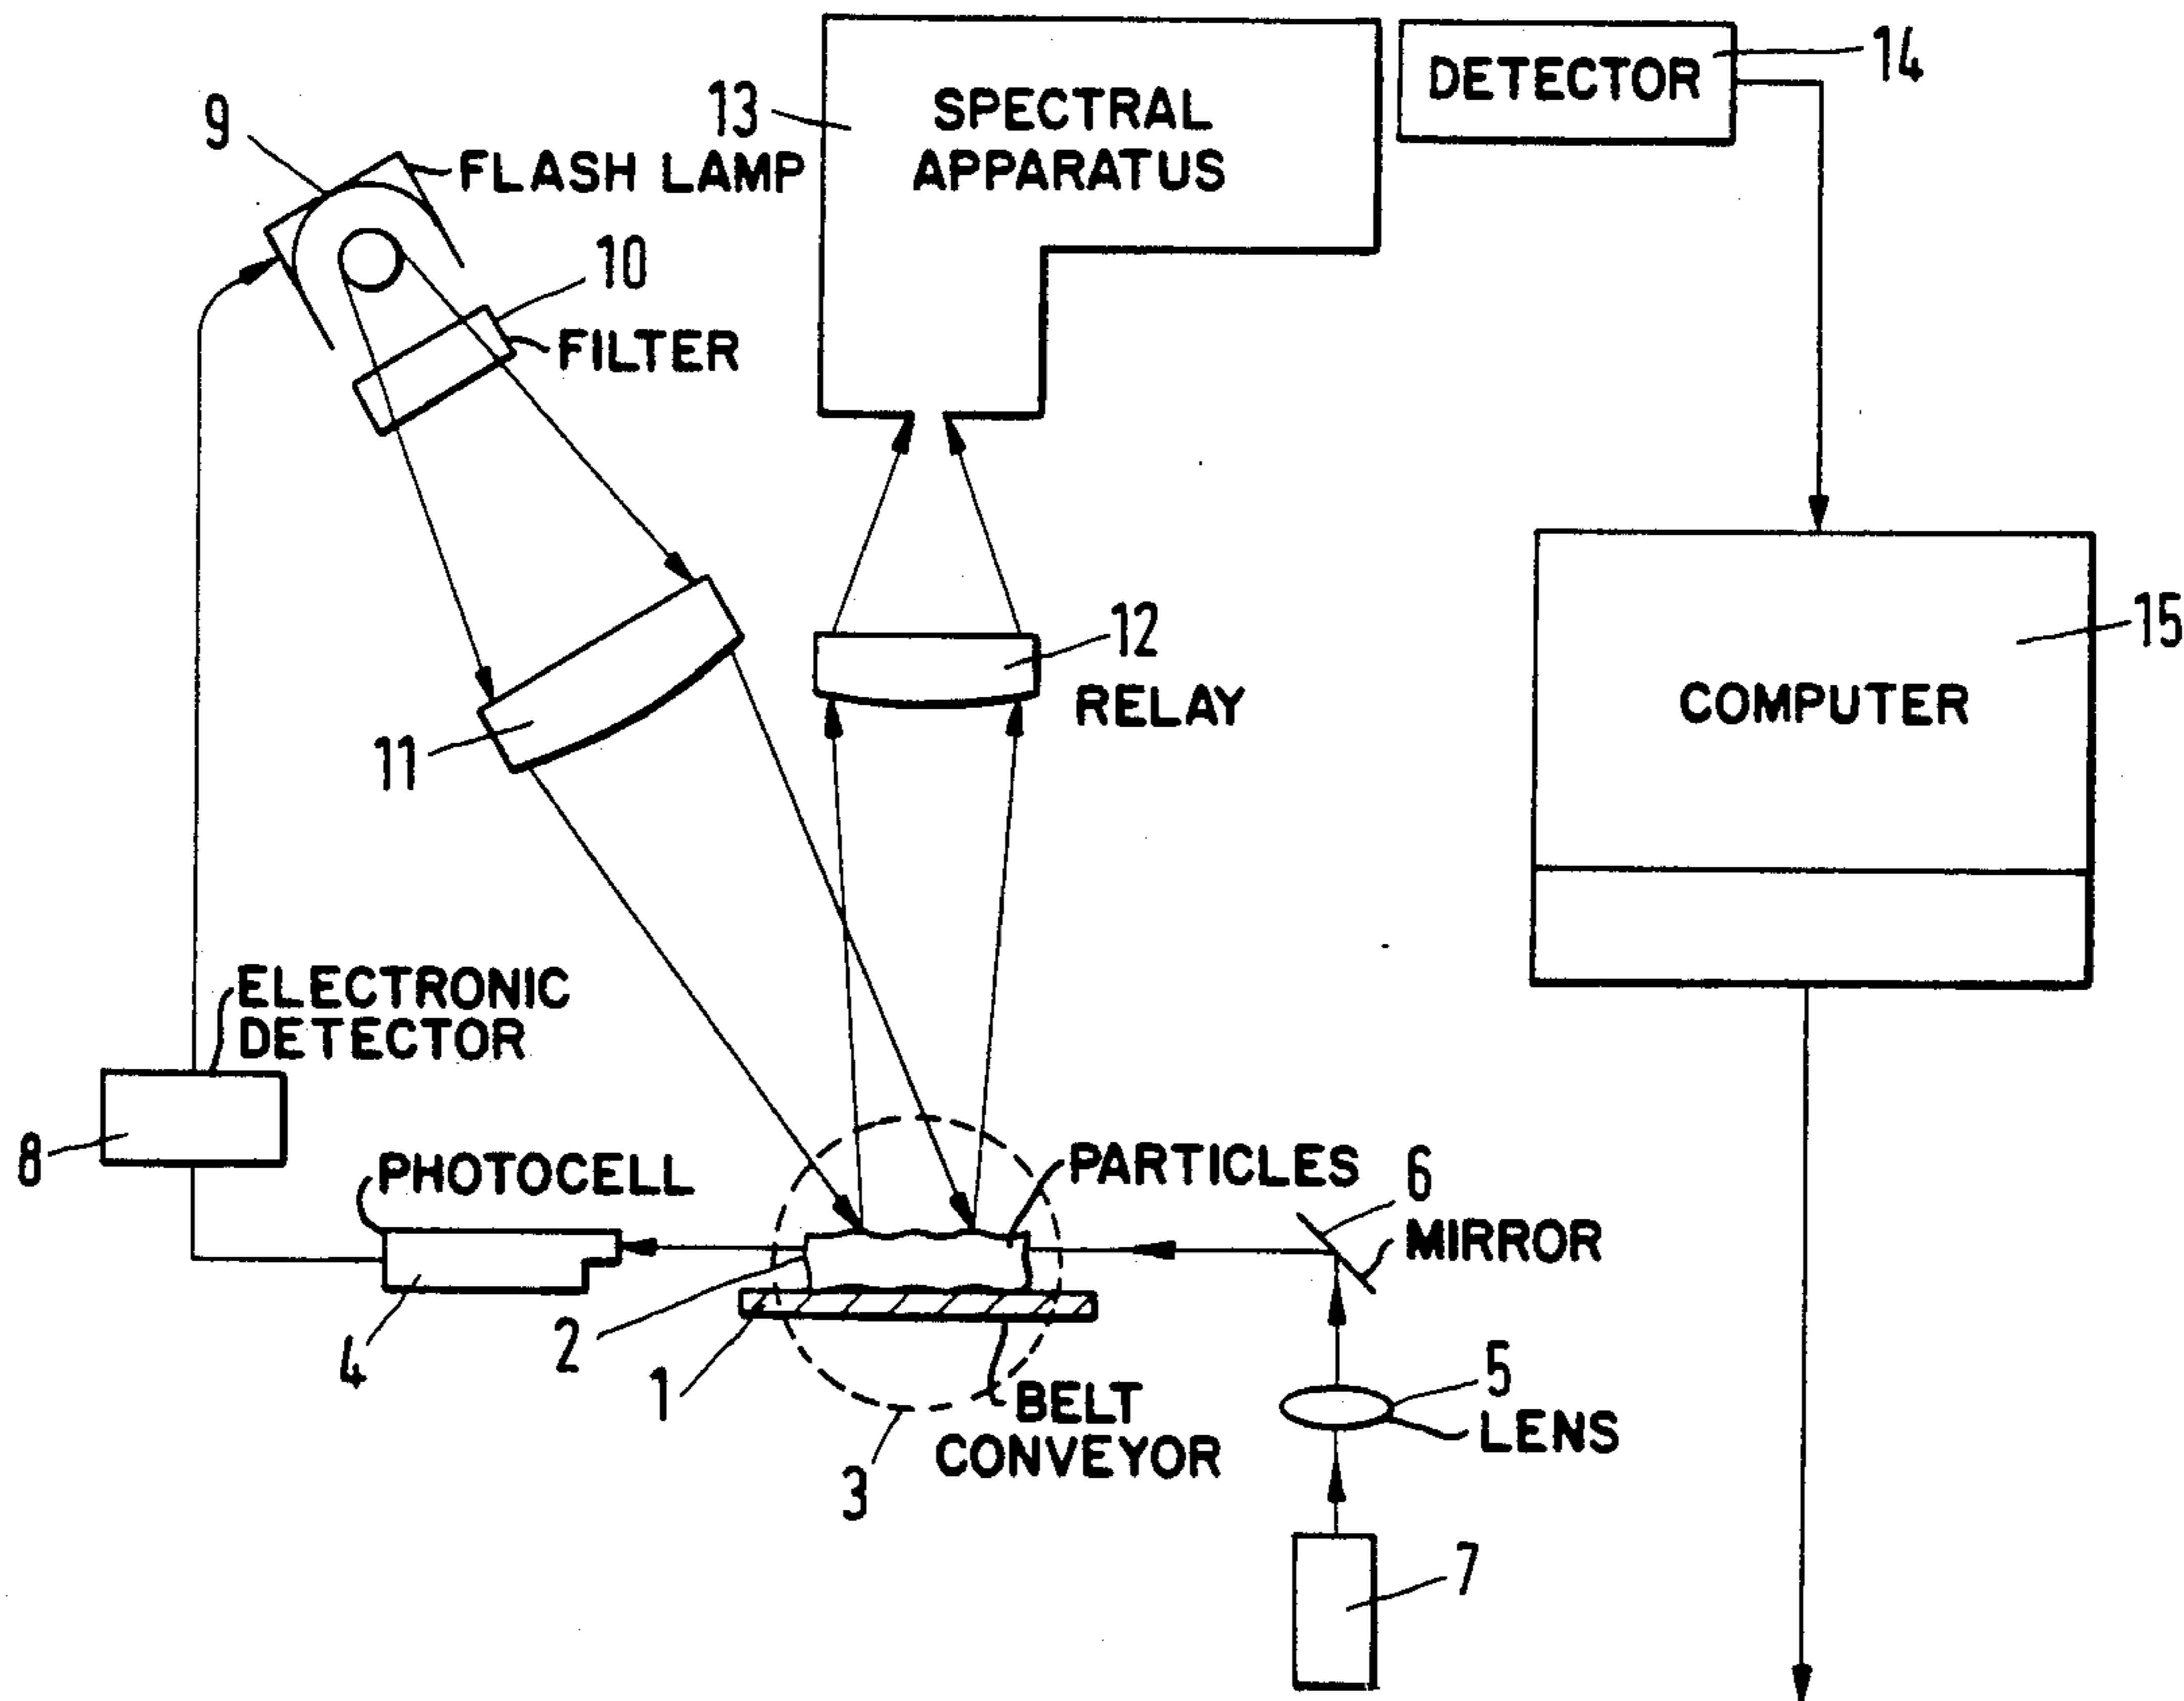 14
DETECTOR
13
SPECTRAL
APPARATUS
9
FLASH LAMP
10
FILTER
12
RELAY
15
COMPUTER
11
ELECTRONIC
DETECTOR
8
PHOTOCELL
PARTICLES
6
MIRROR
4
2
1
BELT
CONVEYOR
3
5
LENS
7